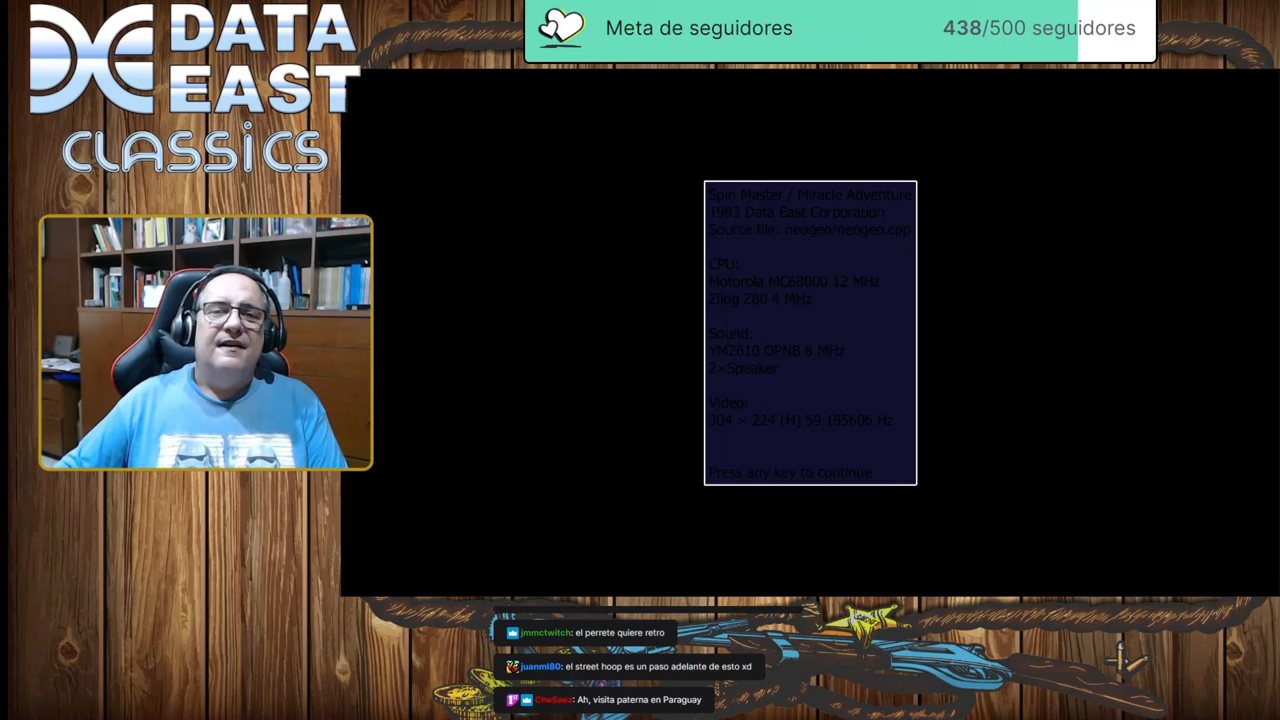 DATA
EAST
CLASSICS
Meta de seguidores
438/500 seguidores
Spin Master / Miracle Adventure
1993 Data East Corporation
Source file: neogeo/neogeo.cpp
CPU:
Motorola MC68000 12 MHz
Zilog Z80 4 MHz
Sound:
YM2610 OPNB 8 MHz
2×Speaker
Video:
304 × 224 (H) 59.185606 Hz
Press any key to continue
jmmctwitch: el perrete quiere retro
juanml80: el street hoop es un paso adelante de esto xd
CheSaez: Ah, visita paterna en Paraguay